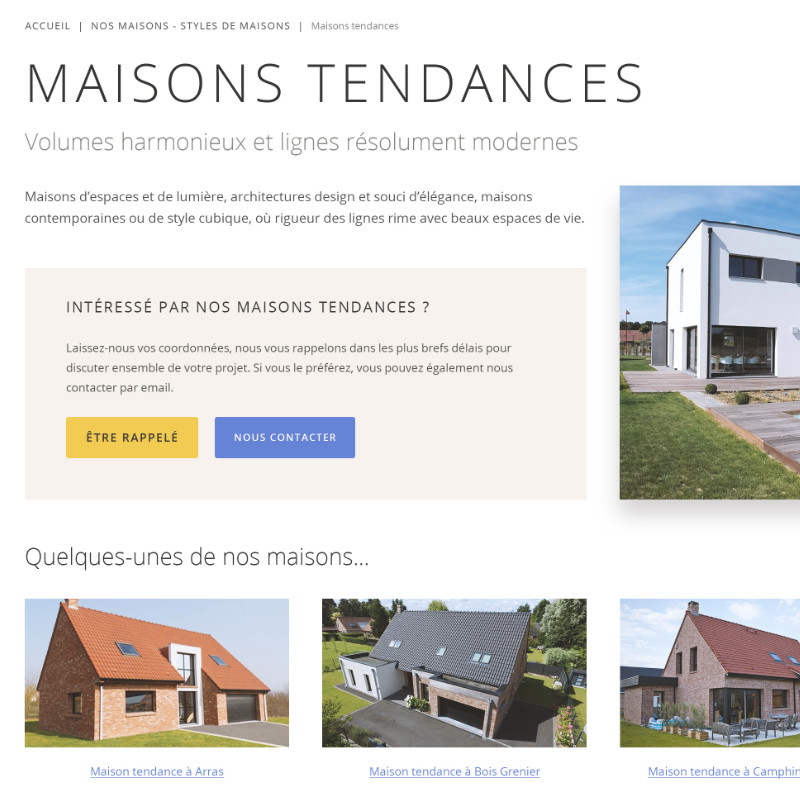 ACCUEIL | NOS MAISONS - STYLES DE MAISONS | Maisons tendances
MAISONS TENDANCES
Volumes harmonieux et lignes résolument modernes
Maisons d'espaces et de lumière, architectures design et souci d'élégance, maisons
contemporaines ou de style cubique, où rigueur des lignes rime avec beaux espaces de vie.
INTÉRESSÉ PAR NOS MAISONS TENDANCES ?
Laissez-nous vos coordonnées, nous vous rappelons dans les plus brefs délais pour
discuter ensemble de votre projet. Si vous le préférez, vous pouvez également nous
contacter par email.
ÊTRE RAPPELÉ
NOUS CONTACTER
Quelques-unes de nos maisons...
Maison tendance à Arras
Maison tendance à Bois Grenier
Maison tendance à Camphin